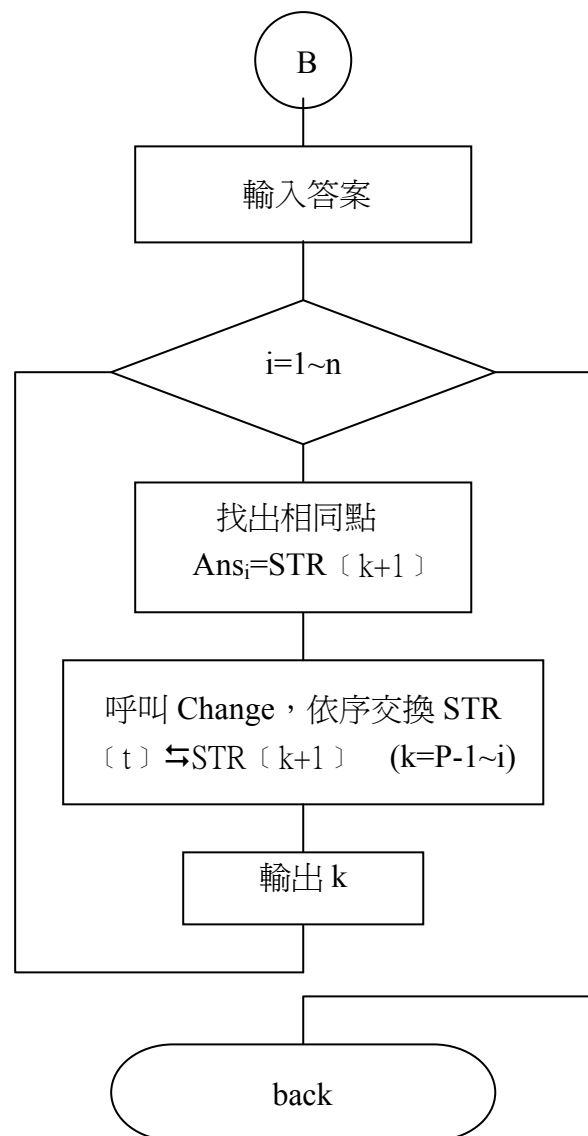 B
輸入答案
i=1~n
找出相同點
Ansi=STR〔k+1〕
呼叫 Change，依序交換 STR
〔t〕⇆STR〔k+1〕 (k=P-1~i)
輸出 k
back